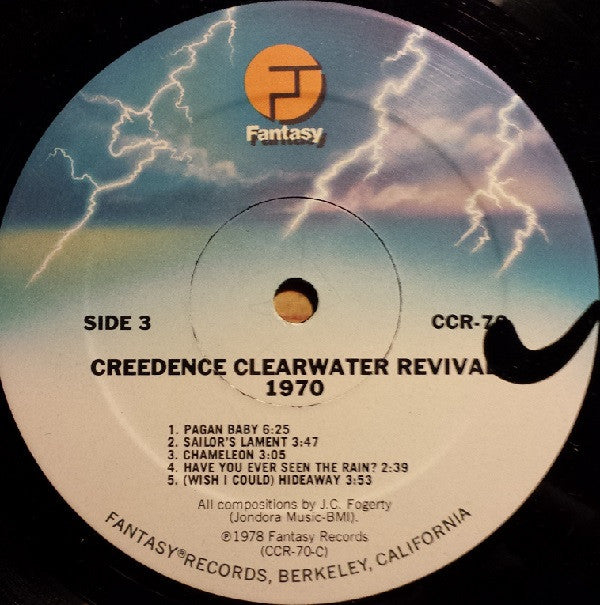 Fantasy
SIDE 3
CCR-70
CREEDENCE CLEARWATER REVIVAL
1970
1. PAGAN BABY 6:25
2. SAILOR'S LAMENT 3:47
3. CHAMELEON 3:05
4. HAVE YOU EVER SEEN THE RAIN? 2:39
5. (WISH I COULD) HIDEAWAY 3:53
All compositions by J.C. Fogerty
(Jondora Music-BMI).
℗1978 Fantasy Records
(CCR-70-C)
FANTASY®RECORDS, BERKELEY, CALIFORNIA